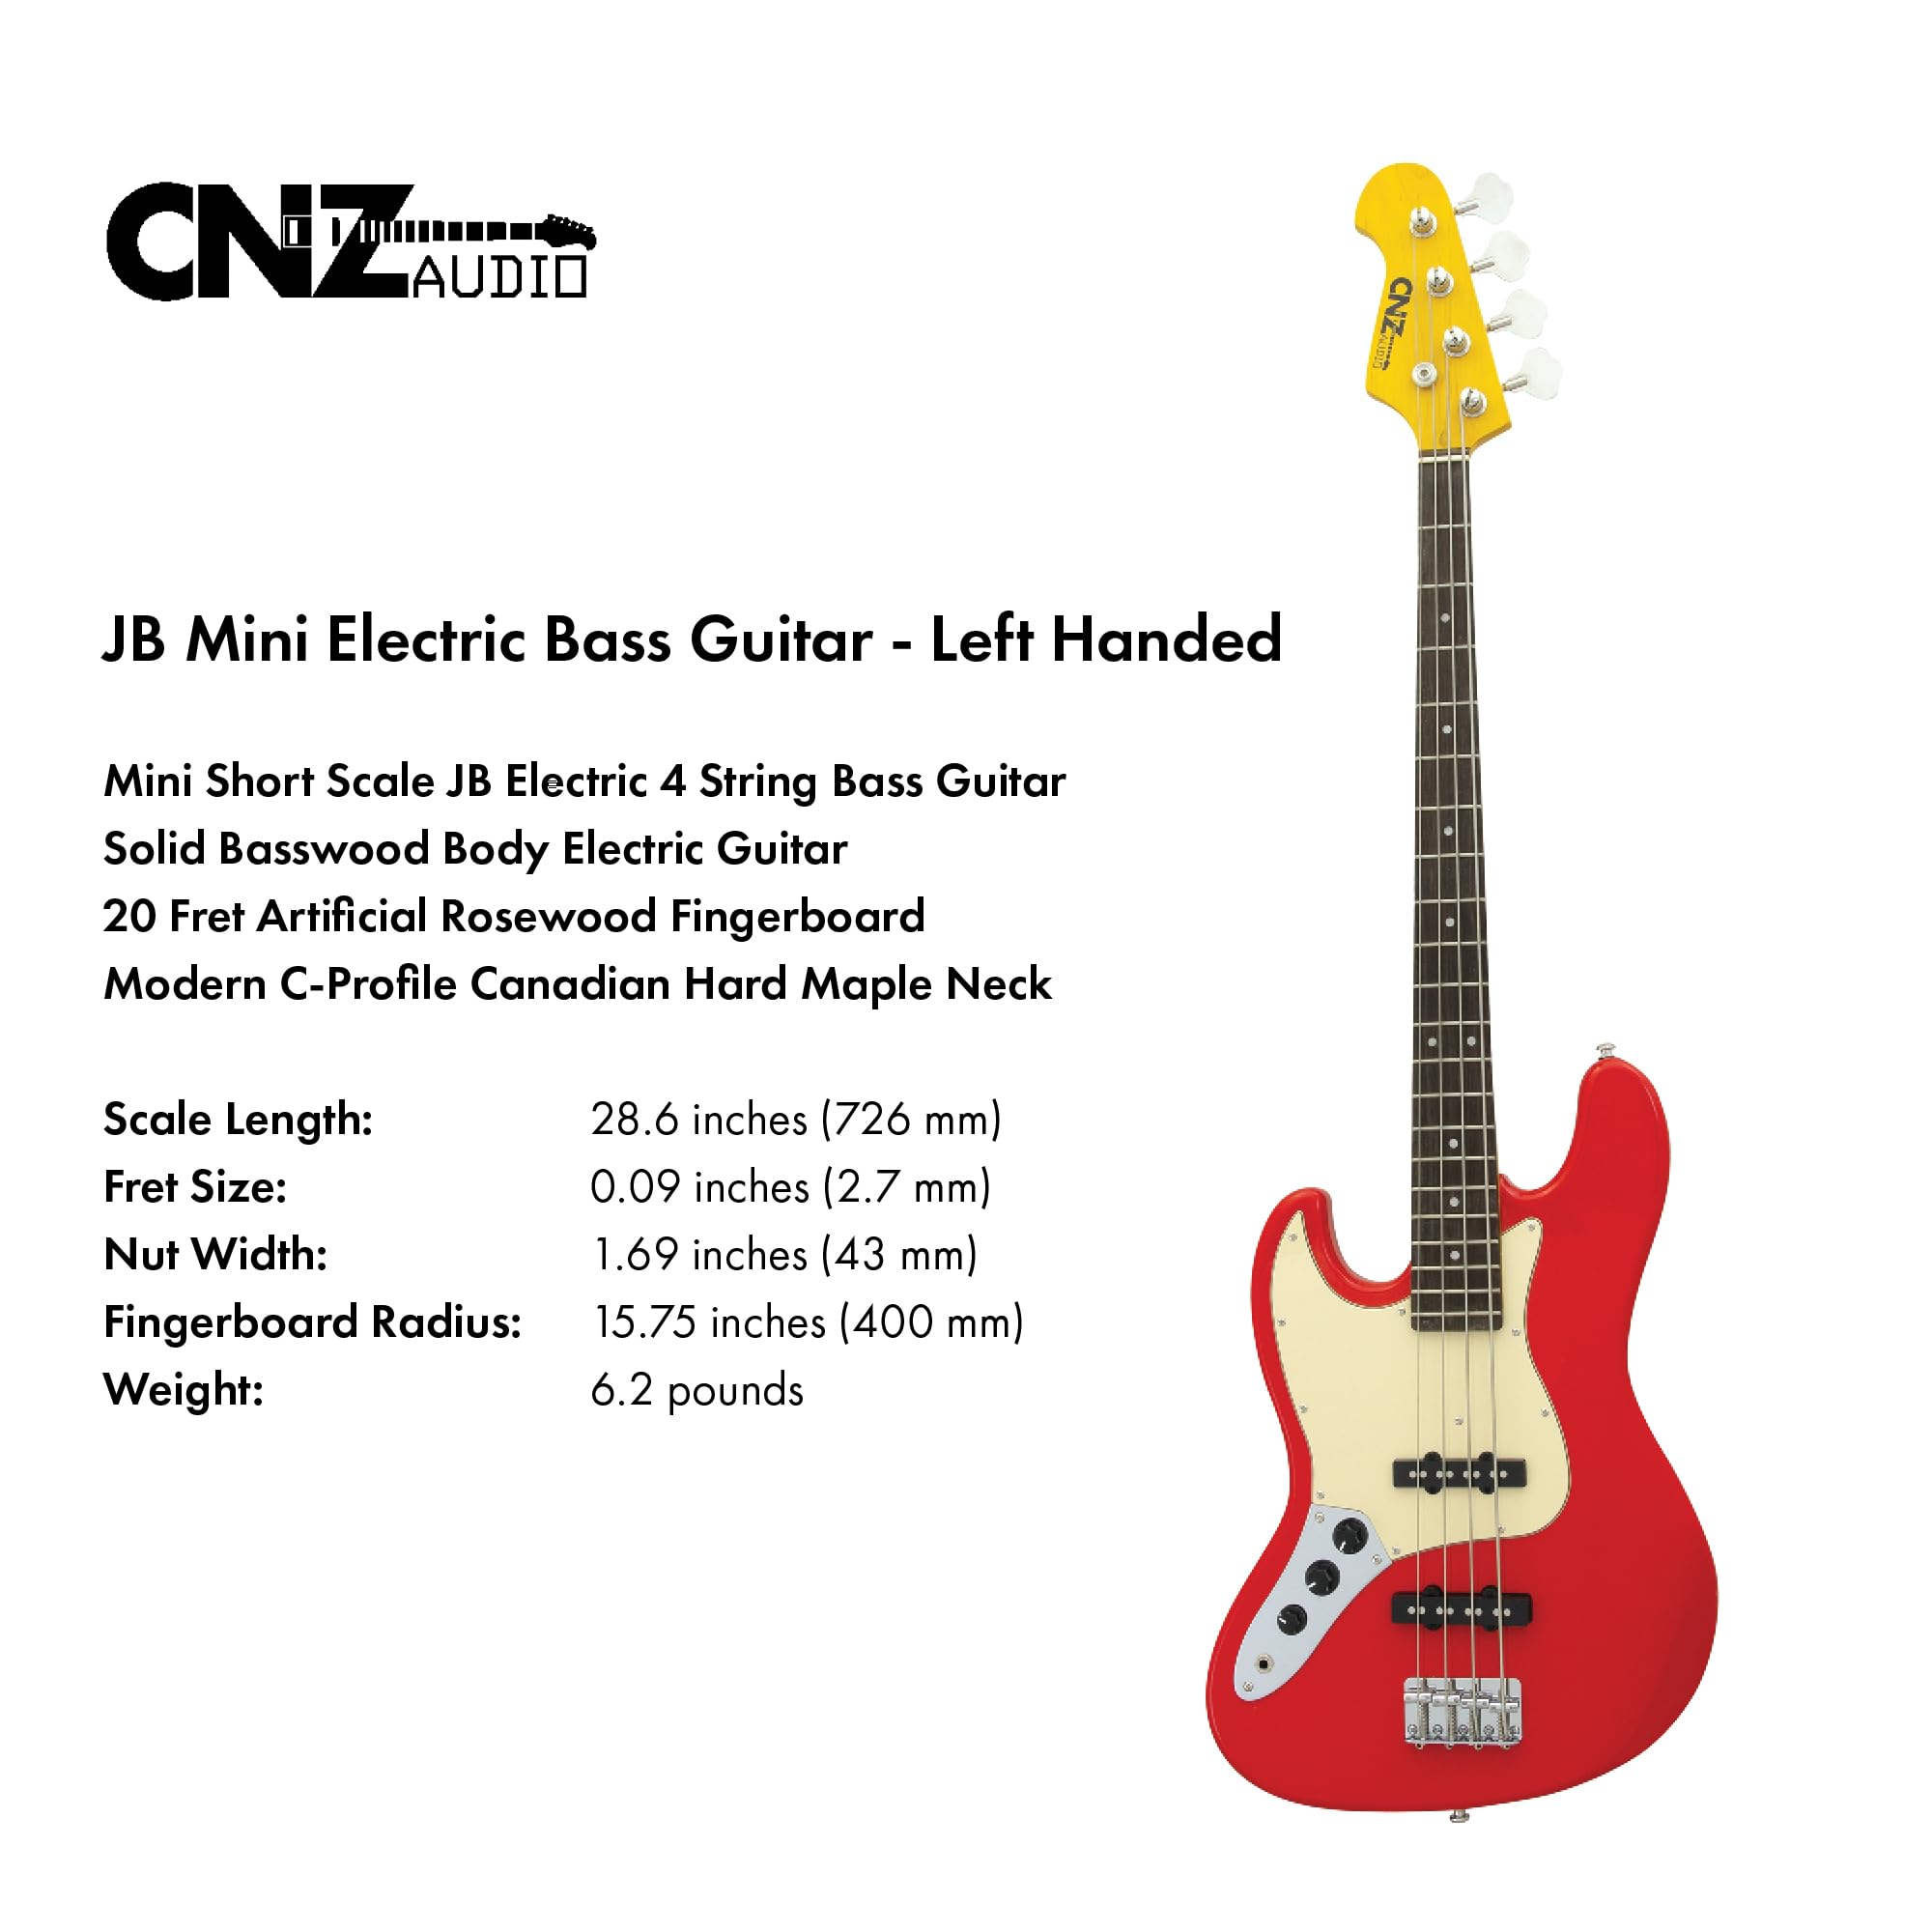 CNZ AUDIO
JB Mini Electric Bass Guitar - Left Handed
Mini Short Scale JB Electric 4 String Bass Guitar
Solid Basswood Body Electric Guitar
20 Fret Artificial Rosewood Fingerboard
Modern C-Profile Canadian Hard Maple Neck
Scale Length: 28.6 inches (726 mm)
Fret Size: 0.09 inches (2.7 mm)
Nut Width: 1.69 inches (43 mm)
Fingerboard Radius: 15.75 inches (400 mm)
Weight: 6.2 pounds
CNZ AUDIO